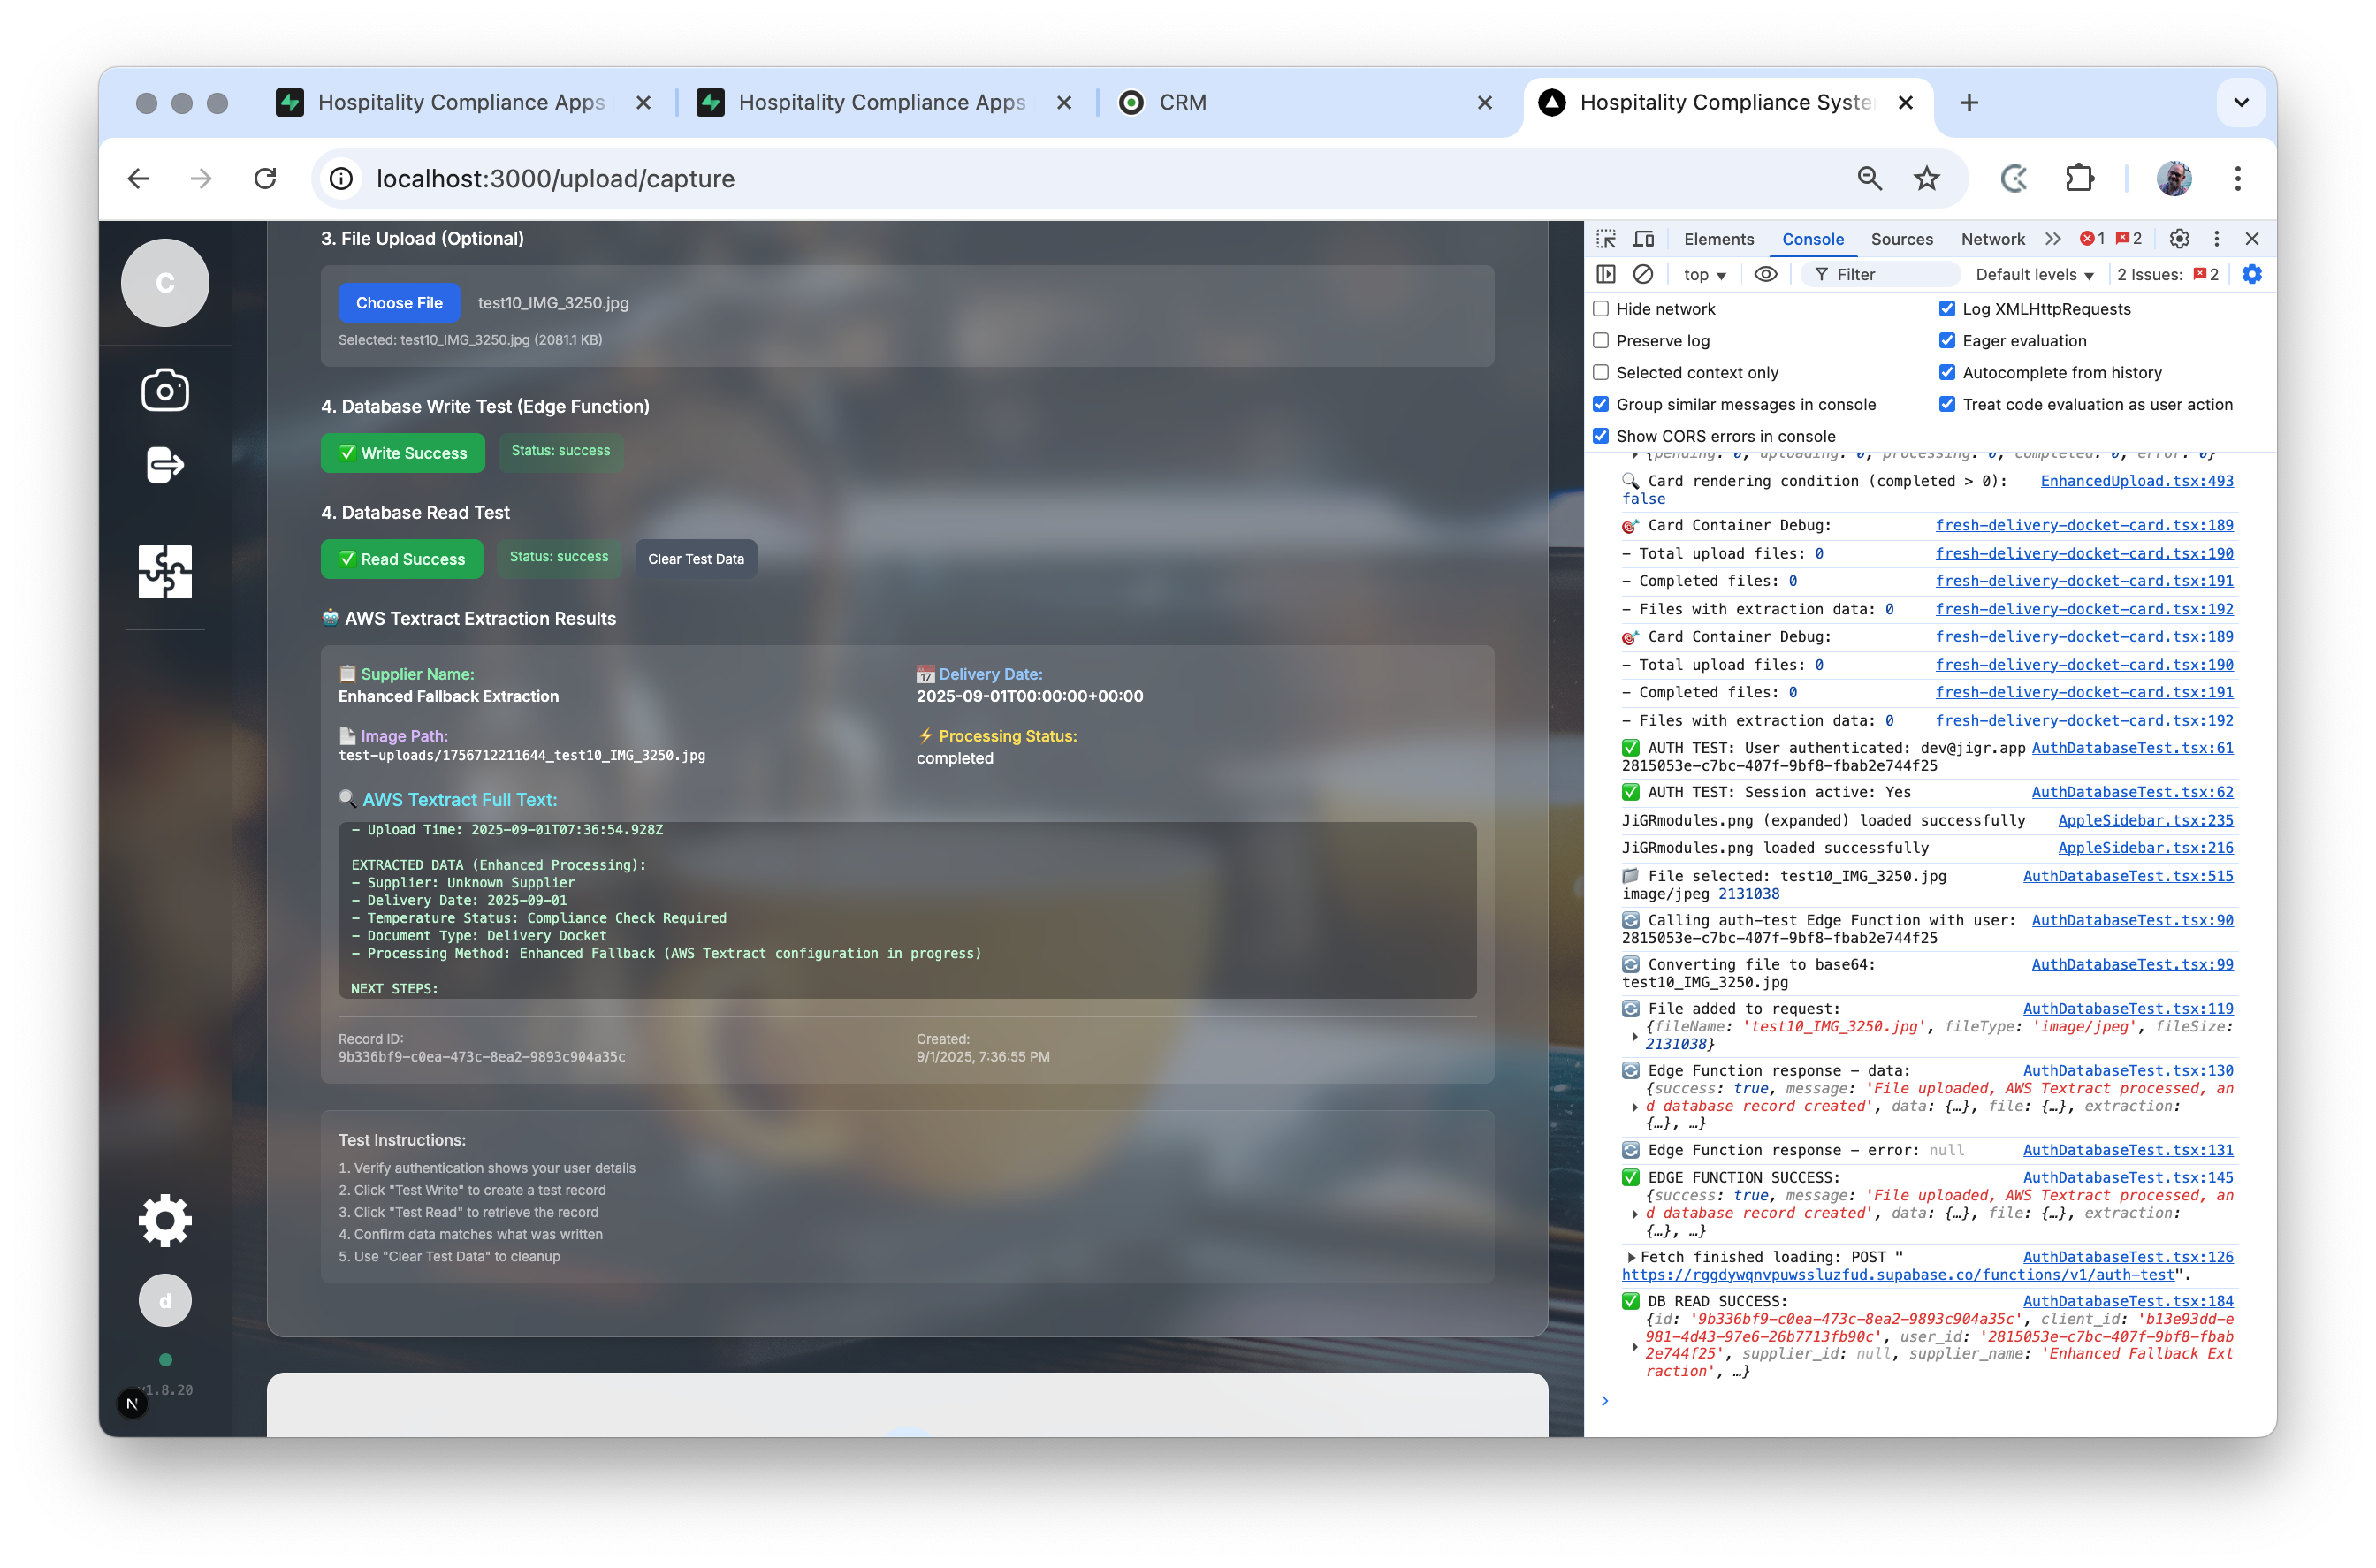 Hospitality Compliance Apps
Hospitality Compliance Apps
CRM
Hospitality Compliance Syste
localhost:3000/upload/capture
C
d
v1.8.20
N
3. File Upload (Optional)
Choose File
test10_IMG_3250.jpg
Selected: test10_IMG_3250.jpg (2081.1 KB)
4. Database Write Test (Edge Function)
✅ Write Success
Status: success
4. Database Read Test
✅ Read Success
Status: success
Clear Test Data
🤖 AWS Textract Extraction Results
📋 Supplier Name:
Enhanced Fallback Extraction
📅 Delivery Date:
2025-09-01T00:00:00+00:00
📄 Image Path:
test-uploads/1756712211644_test10_IMG_3250.jpg
⚡ Processing Status:
completed
🔍 AWS Textract Full Text:
- Upload Time: 2025-09-01T07:36:54.928Z
EXTRACTED DATA (Enhanced Processing):
- Supplier: Unknown Supplier
- Delivery Date: 2025-09-01
- Temperature Status: Compliance Check Required
- Document Type: Delivery Docket
- Processing Method: Enhanced Fallback (AWS Textract configuration in progress)
NEXT STEPS:
Record ID:
9b336bf9-c0ea-473c-8ea2-9893c904a35c
Created:
9/1/2025, 7:36:55 PM
Test Instructions:
1. Verify authentication shows your user details
2. Click "Test Write" to create a test record
3. Click "Test Read" to retrieve the record
4. Confirm data matches what was written
5. Use "Clear Test Data" to cleanup
Elements
Console
Sources
Network
1
2
top
Filter
Default levels
2 Issues:
2
Hide network
Log XMLHttpRequests
Preserve log
Eager evaluation
Selected context only
Autocomplete from history
Group similar messages in console
Treat code evaluation as user action
Show CORS errors in console
{pending: 0, uploading: 0, processing: 0, completed: 0, error: 0}
🔍 Card rendering condition (completed > 0): EnhancedUpload.tsx:493
false
🎯 Card Container Debug: fresh-delivery-docket-card.tsx:189
- Total upload files: 0 fresh-delivery-docket-card.tsx:190
- Completed files: 0 fresh-delivery-docket-card.tsx:191
- Files with extraction data: 0 fresh-delivery-docket-card.tsx:192
🎯 Card Container Debug: fresh-delivery-docket-card.tsx:189
- Total upload files: 0 fresh-delivery-docket-card.tsx:190
- Completed files: 0 fresh-delivery-docket-card.tsx:191
- Files with extraction data: 0 fresh-delivery-docket-card.tsx:192
✅ AUTH TEST: User authenticated: dev@jigr.app AuthDatabaseTest.tsx:61
2815053e-c7bc-407f-9bf8-fbab2e744f25
✅ AUTH TEST: Session active: Yes AuthDatabaseTest.tsx:62
JiGRmodules.png (expanded) loaded successfully AppleSidebar.tsx:235
JiGRmodules.png loaded successfully AppleSidebar.tsx:216
📁 File selected: test10_IMG_3250.jpg AuthDatabaseTest.tsx:515
image/jpeg 2131038
🔄 Calling auth-test Edge Function with user: AuthDatabaseTest.tsx:90
2815053e-c7bc-407f-9bf8-fbab2e744f25
🔄 Converting file to base64: AuthDatabaseTest.tsx:99
test10_IMG_3250.jpg
🔄 File added to request: AuthDatabaseTest.tsx:119
{fileName: 'test10_IMG_3250.jpg', fileType: 'image/jpeg', fileSize:
2131038}
🔄 Edge Function response - data: AuthDatabaseTest.tsx:130
{success: true, message: 'File uploaded, AWS Textract processed, an
d database record created', data: {…}, file: {…}, extraction:
{…}, …}
🔄 Edge Function response - error: null AuthDatabaseTest.tsx:131
✅ EDGE FUNCTION SUCCESS: AuthDatabaseTest.tsx:145
{success: true, message: 'File uploaded, AWS Textract processed, an
d database record created', data: {…}, file: {…}, extraction:
{…}, …}
Fetch finished loading: POST " AuthDatabaseTest.tsx:126
https://rggdywqnvpuwssluzfud.supabase.co/functions/v1/auth-test".
✅ DB READ SUCCESS: AuthDatabaseTest.tsx:184
{id: '9b336bf9-c0ea-473c-8ea2-9893c904a35c', client_id: 'b13e93dd-e
981-4d43-97e6-26b7713fb90c', user_id: '2815053e-c7bc-407f-9bf8-fbab
2e744f25', supplier_id: null, supplier_name: 'Enhanced Fallback Ext
raction', …}